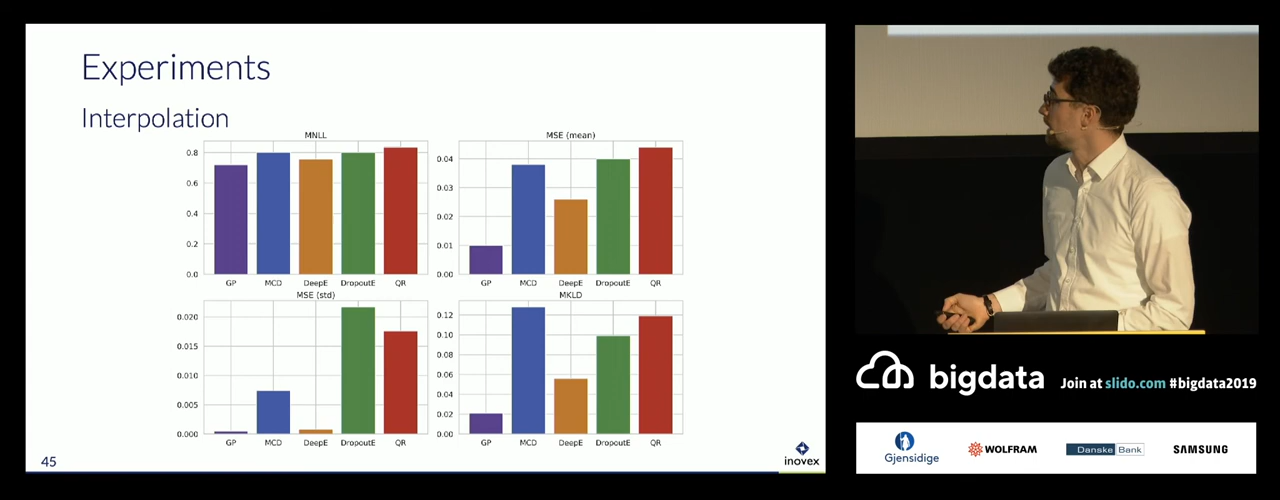 Experiments
Interpolation
MNLL
0.8
0.6
0.4
0.2
0.0
GP MCD DeepE DropoutE QR
MSE (mean)
0.04
0.03
0.02
0.01
0.00
GP MCD DeepE DropoutE QR
MSE (std)
0.020
0.015
0.010
0.005
0.000
GP MCD DeepE DropoutE QR
MKLD
0.12
0.10
0.08
0.06
0.04
0.02
0.00
GP MCD DeepE DropoutE QR
45
inovex
bigdata
Join at slido.com #bigdata2019
Gjensidige
WOLFRAM
Danske Bank
SAMSUNG